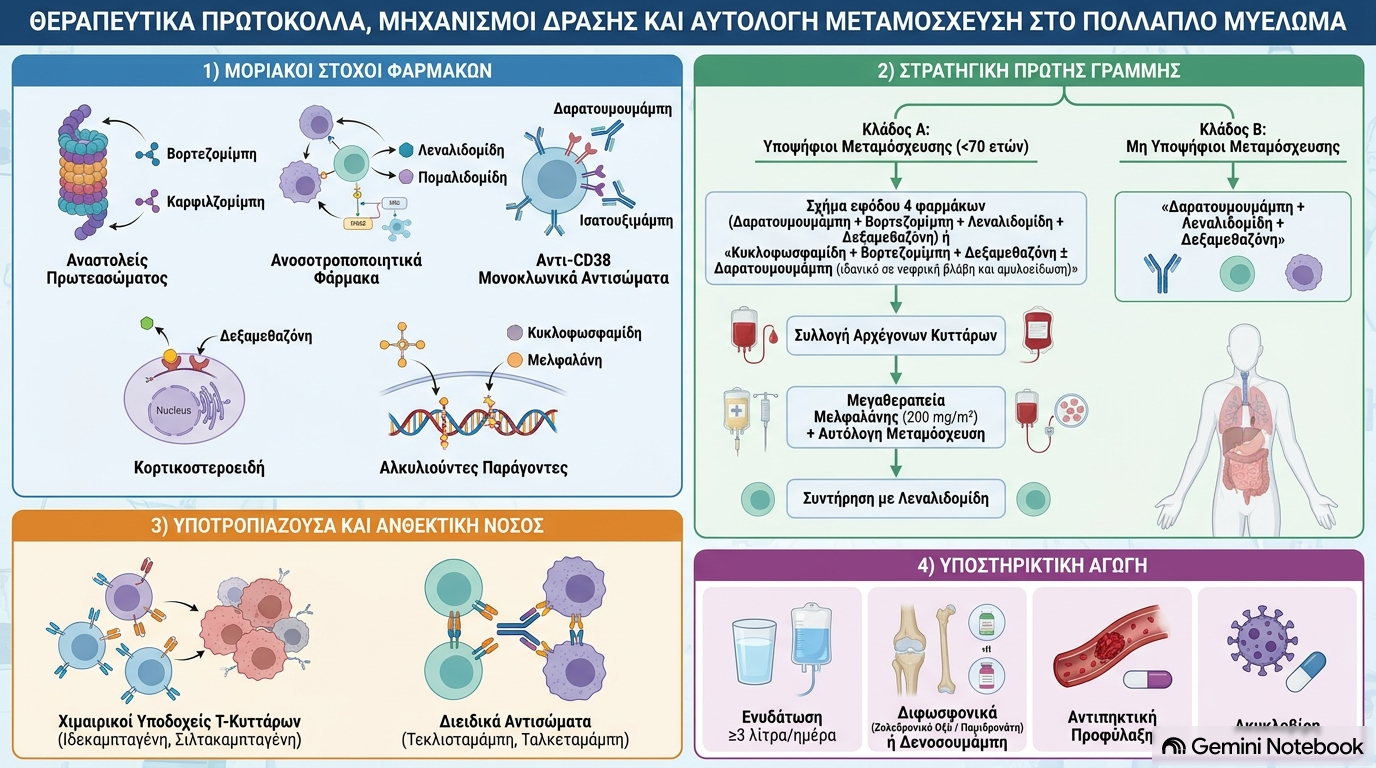 ΘΕΡΑΠΕΥΤΙΚΑ ΠΡΩΤΟΚΟΛΛΑ, ΜΗΧΑΝΙΣΜΟΙ ΔΡΑΣΗΣ ΚΑΙ ΑΥΤΟΛΟΓΗ ΜΕΤΑΜΟΣΧΕΥΣΗ ΣΤΟ ΠΟΛΛΑΠΛΟ ΜΥΕΛΩΜΑ
1) ΜΟΡΙΑΚΟΙ ΣΤΟΧΟΙ ΦΑΡΜΑΚΩΝ
Βορτεζομίμπη
Καρφιλζομίμπη
Αναστολείς
Πρωτεασώματος
Λεναλιδομίδη
Πομαλιδομίδη
Ανοσοτροποποιητικά
Φάρμακα
Δαρατουμουμάμπη
Ισατουξιμάμπη
Αντι-CD38
Μονοκλωνικά Αντισώματα
Δεξαμεθαζόνη
Nucleus
Κορτικοστεροειδή
Κυκλοφωσφαμίδη
Μελφαλάνη
Αλκυλιούντες Παράγοντες
2) ΣΤΡΑΤΗΓΙΚΗ ΠΡΩΤΗΣ ΓΡΑΜΜΗΣ
Κλάδος Α:
Υποψήφιοι Μεταμόσχευσης (<70 ετών)
Σχήμα εφόδου 4 φαρμάκων
(Δαρατουμουμάμπη + Βορτεζομίμπη + Λεναλιδομίδη +
Δεξαμεθαζόνη) ή
«Κυκλοφωσφαμίδη + Βορτεζομίμπη + Δεξαμεθαζόνη ±
Δαρατουμουμάμπη (ιδανικό σε νεφρική βλάβη και αμυλοείδωση)»
Συλλογή Αρχέγονων Κυττάρων
Μεγαθεραπεία
Μελφαλάνης (200 mg/m²)
+ Αυτόλογη Μεταμόσχευση
Συντήρηση με Λεναλιδομίδη
Κλάδος Β:
Μη Υποψήφιοι Μεταμόσχευσης
«Δαρατουμουμάμπη +
Λεναλιδομίδη +
Δεξαμεθαζόνη»
3) ΥΠΟΤΡΟΠΙΑΖΟΥΣΑ ΚΑΙ ΑΝΘΕΚΤΙΚΗ ΝΟΣΟΣ
Χιμαιρικοί Υποδοχείς Τ-Κυττάρων
(Ιδεκαμπταγένη, Σιλτακαμπταγένη)
Διειδικά Αντισώματα
(Τεκλισταμάμπη, Ταλκεταμάμπη)
4) ΥΠΟΣΤΗΡΙΚΤΙΚΗ ΑΓΩΓΗ
Ενυδάτωση
≥3 λίτρα/ημέρα
Διφωσφονικά
(Ζολεδρονικό Οξύ / Παμιδρονάτη)
ή Δενοσουμάμπη
Αντιπηκτική
Προφύλαξη
Ακυκλοβίρη
Gemini Notebook